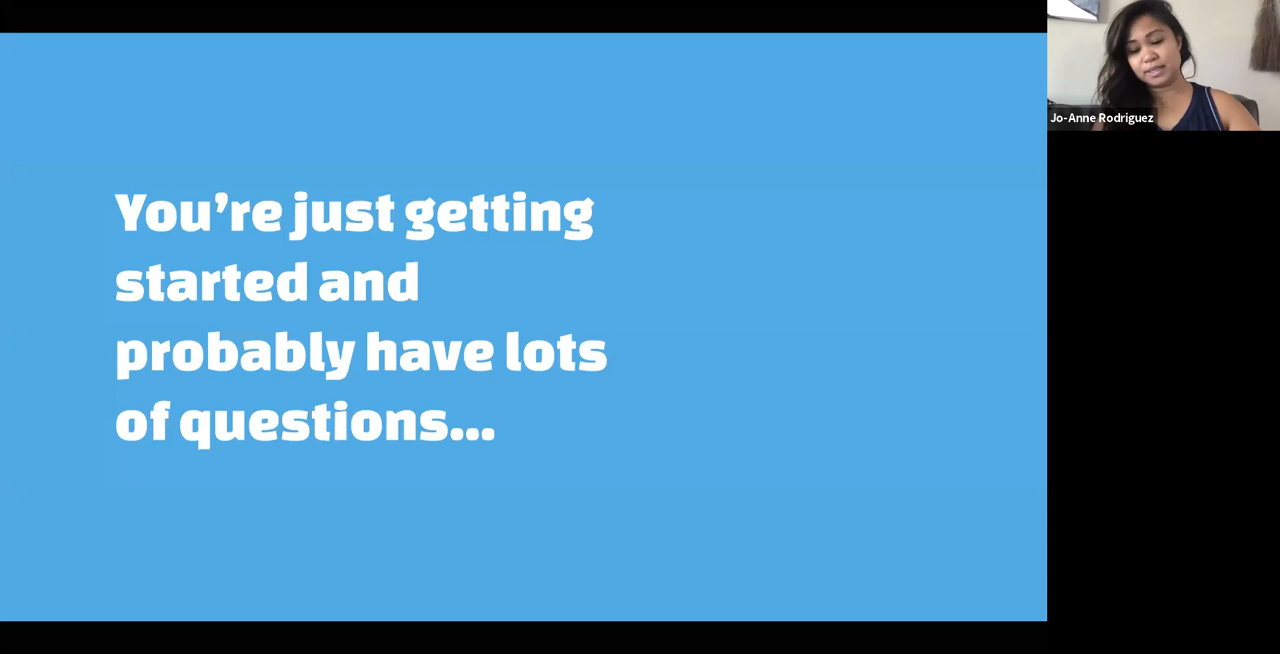 You’re just getting
started and
probably have lots
of questions...
Jo-Anne Rodriguez